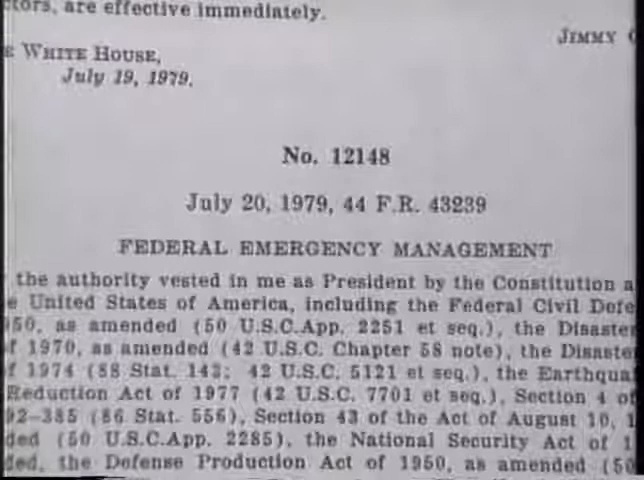 ctors, are effective immediately.
JIMMY C
E WHITE HOUSE,
July 19, 1979.
No. 12148
July 20, 1979, 44 F.R. 43239
FEDERAL EMERGENCY MANAGEMENT
the authority vested in me as President by the Constitution a
e United States of America, including the Federal Civil Defe
950, as amended (50 U.S.C.App. 2251 et seq.), the Disaster
f 1970, as amended (42 U.S.C. Chapter 58 note), the Disaster
f 1974 (88 Stat. 143; 42 U.S.C. 5121 et seq.), the Earthqua
Reduction Act of 1977 (42 U.S.C. 7701 et seq.), Section 4 of
92-385 (86 Stat. 556), Section 43 of the Act of August 10, 1
ded (50 U.S.C.App. 2285), the National Security Act of 1
ded, the Defense Production Act of 1950, as amended (50